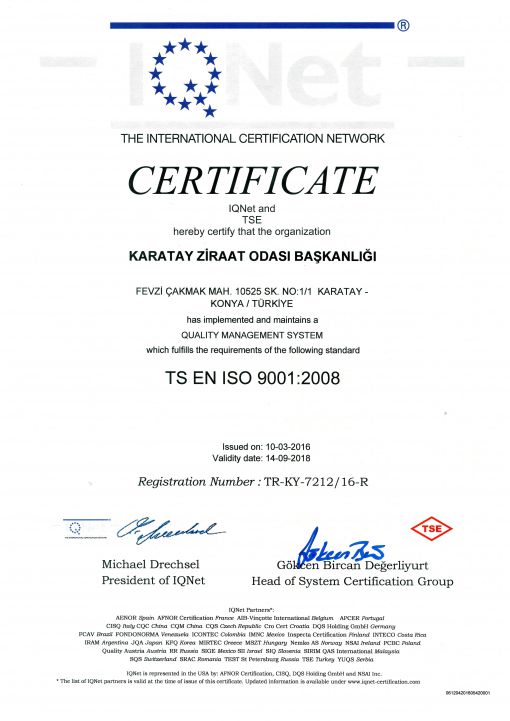 IQNet ®
THE INTERNATIONAL CERTIFICATION NETWORK
CERTIFICATE
IQNet and
TSE
hereby certify that the organization
KARATAY ZİRAAT ODASI BAŞKANLIĞI
FEVZİ ÇAKMAK MAH. 10525 SK. NO:1/1 KARATAY -
KONYA / TÜRKİYE
has implemented and maintains a
QUALITY MANAGEMENT SYSTEM
which fulfills the requirements of the following standard
TS EN ISO 9001:2008
Issued on: 10-03-2016
Validity date: 14-09-2018
Registration Number : TR-KY-7212/16-R
TSE
Michael Drechsel
Gökcen Bircan Değerliyurt
President of IQNet
Head of System Certification Group
IQNet Partners*:
AENOR Spain AFNOR Certification France AIB-Vinçotte International Belgium APCER Portugal
CISQ Italy CQC China CQM China CQS Czech Republic Cro Cert Croatia DQS Holding GmbH Germany
FCAV Brazil FONDONORMA Venezuela ICONTEC Colombia IMNC Mexico Inspecta Certification Finland INTECO Costa Rica
IRAM Argentina JQA Japan KFQ Korea MIRTEC Greece MSZT Hungary Nemko AS Norway NSAI Ireland PCBC Poland
Quality Austria Austria RR Russia SIGE Mexico SII Israel SIQ Slovenia SIRIM QAS International Malaysia
SQS Switzerland SRAC Romania TEST St Petersburg Russia TSE Turkey YUQS Serbia
IQNet is represented in the USA by: AFNOR Certification, CISQ, DQS Holding GmbH and NSAI Inc.
* The list of IQNet partners is valid at the time of issue of this certificate. Updated information is available under www.iqnet-certification.com